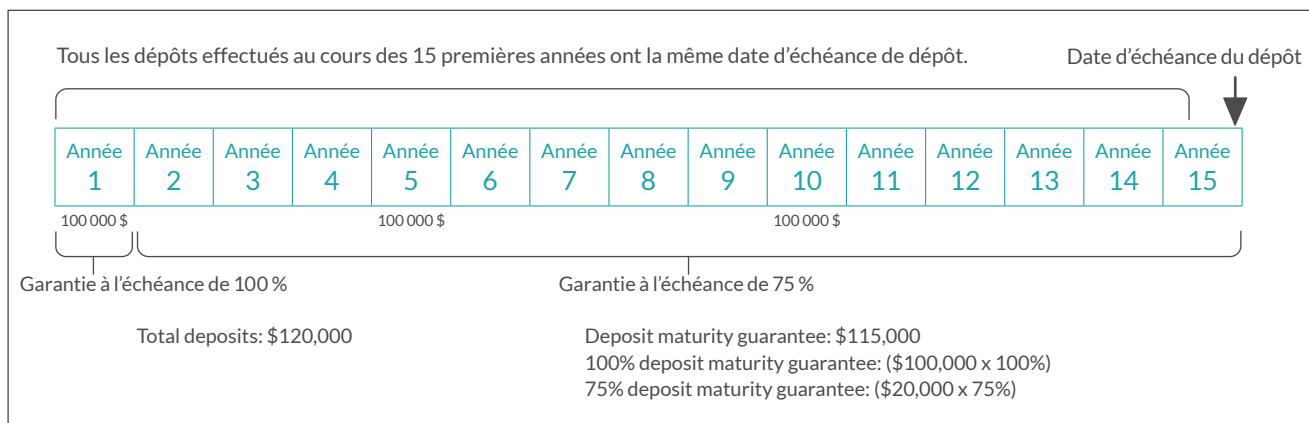 Tous les dépôts effectués au cours des 15 premières années ont la même date d'échéance de dépôt.
Date d'échéance du dépôt
Année Année Année Année Année Année Année Année Année Année Année Année Année Année Année
1 2 3 4 5 6 7 8 9 10 11 12 13 14 15
100 000 $ 100 000 $ 100 000 $
Garantie à l'échéance de 100 % Garantie à l'échéance de 75 %
Total deposits: $120,000 Deposit maturity guarantee: $115,000
100% deposit maturity guarantee: ($100,000 x 100%)
75% deposit maturity guarantee: ($20,000 x 75%)